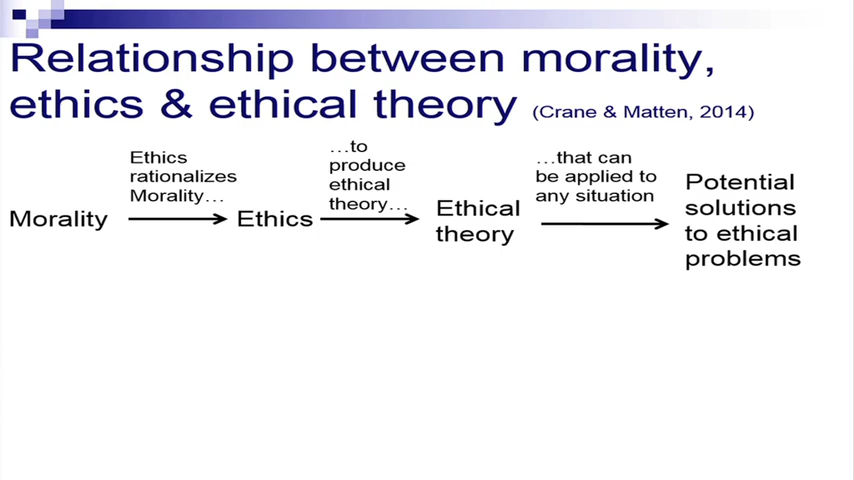 Relationship between morality,
ethics & ethical theory (Crane & Matten, 2014)
Ethics
rationalizes
Morality…
…to
produce
ethical
theory…
…that can
be applied to
any situation
Morality
Ethics
Ethical
theory
Potential
solutions
to ethical
problems